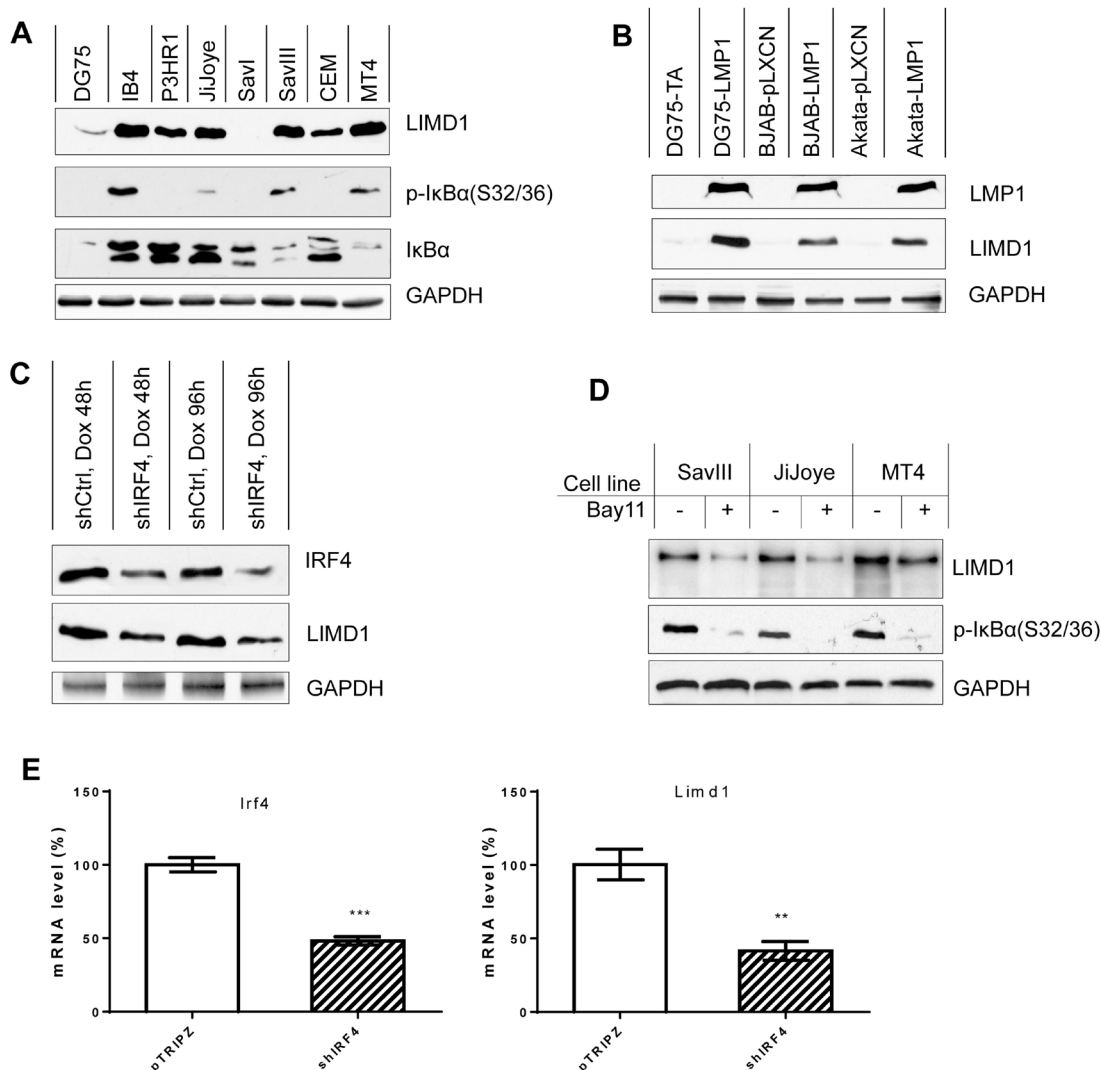 A
DG75
IB4
P3HR1
JiJoye
SavI
SavIII
CEM
MT4
LIMD1
p-IκBα(S32/36)
IκBα
GAPDH
B
DG75-TA
DG75-LMP1
BJAB-pLXCN
BJAB-LMP1
Akata-pLXCN
Akata-LMP1
LMP1
LIMD1
GAPDH
C
shCtrl, Dox 48h
shIRF4, Dox 48h
shCtrl, Dox 96h
shIRF4, Dox 96h
IRF4
LIMD1
GAPDH
D
Cell line SavIII JiJoye MT4
Bay11 - + - + - +
LIMD1
p-IκBα(S32/36)
GAPDH
E
Irf4
mRNA level (%)
150
100
50
0
***
pTRIPZ
shIRF4
Limd1
mRNA level (%)
150
100
50
0
**
pTRIPZ
shIRF4